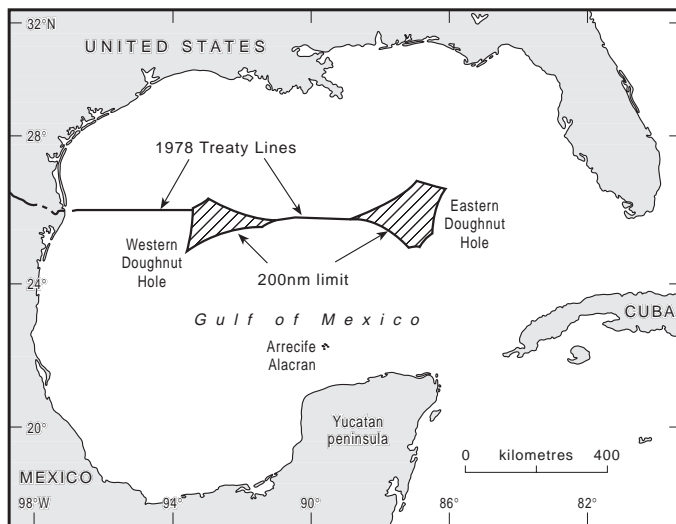 32°N
UNITED STATES
28°
1978 Treaty Lines
Western
Doughnut
Hole
200nm limit
Eastern
Doughnut
Hole
24°
Gulf of Mexico
CUBA
Arrecife
Alacran
Yucatan
peninsula
20°
0 kilometres 400
MEXICO
98°W 94° 90° 86° 82°